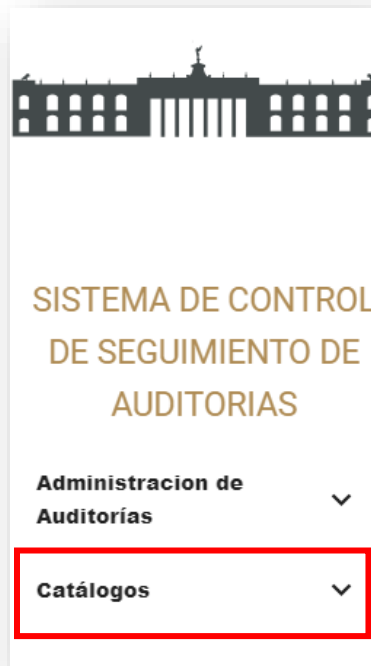 SISTEMA DE CONTROL
DE SEGUIMIENTO DE
AUDITORIAS
Administracion de
Auditorías
Catálogos